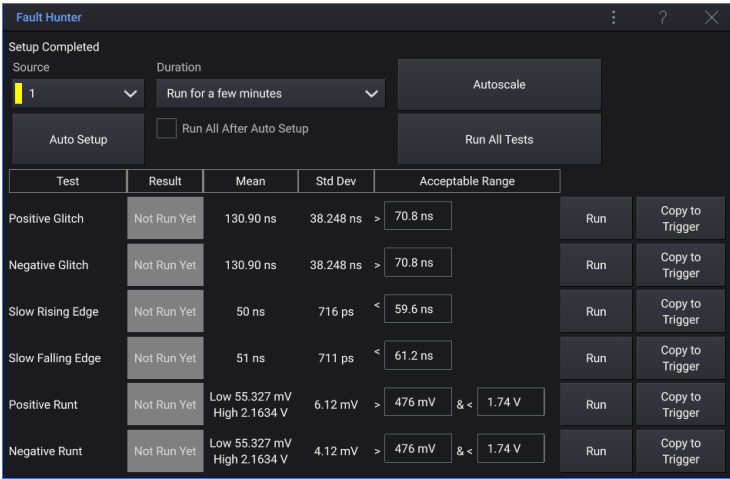 Fault Hunter ?
Setup Completed
Source Duration
1 Run for a few minutes Autoscale
Auto Setup Run All After Auto Setup Run All Tests
Test Result Mean Std Dev Acceptable Range
Positive Glitch Not Run Yet 130.90 ns 38.248 ns > 70.8 ns Run Copy to Trigger
Negative Glitch Not Run Yet 130.90 ns 38.248 ns > 70.8 ns Run Copy to Trigger
Slow Rising Edge Not Run Yet 50 ns 716 ps < 59.6 ns Run Copy to Trigger
Slow Falling Edge Not Run Yet 51 ns 711 ps < 61.2 ns Run Copy to Trigger
Positive Runt Not Run Yet Low 55.327 mV High 2.1634 V 6.12 mV > 476 mV & < 1.74 V Run Copy to Trigger
Negative Runt Not Run Yet Low 55.327 mV High 2.1634 V 4.12 mV > 476 mV & < 1.74 V Run Copy to Trigger